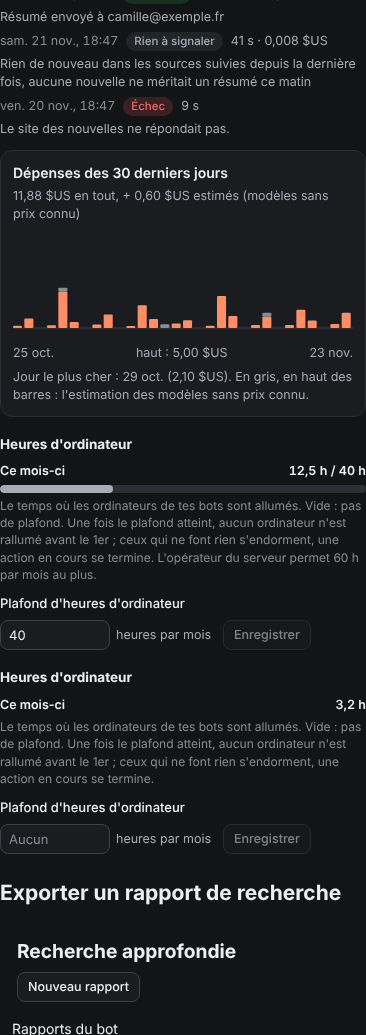 Résumé envoyé à camille@exemple.fr
sam. 21 nov., 18:47 Rien à signaler 41 s · 0,008 $US
Rien de nouveau dans les sources suivies depuis la dernière
fois, aucune nouvelle ne méritait un résumé ce matin
ven. 20 nov., 18:47 Échec 9 s
Le site des nouvelles ne répondait pas.
Dépenses des 30 derniers jours
11,88 $US en tout, + 0,60 $US estimés (modèles sans
prix connu)
25 oct. haut : 5,00 $US 23 nov.
Jour le plus cher : 29 oct. (2,10 $US). En gris, en haut des
barres : l'estimation des modèles sans prix connu.
Heures d'ordinateur
Ce mois-ci 12,5 h / 40 h
Le temps où les ordinateurs de tes bots sont allumés. Vide : pas
de plafond. Une fois le plafond atteint, aucun ordinateur n'est
rallumé avant le 1er ; ceux qui ne font rien s'endorment, une
action en cours se termine. L'opérateur du serveur permet 60 h
par mois au plus.
Plafond d'heures d'ordinateur
40 heures par mois Enregistrer
Heures d'ordinateur
Ce mois-ci 3,2 h
Le temps où les ordinateurs de tes bots sont allumés. Vide : pas
de plafond. Une fois le plafond atteint, aucun ordinateur n'est
rallumé avant le 1er ; ceux qui ne font rien s'endorment, une
action en cours se termine.
Plafond d'heures d'ordinateur
Aucun heures par mois Enregistrer
Exporter un rapport de recherche
Recherche approfondie
Nouveau rapport
Rapports du bot